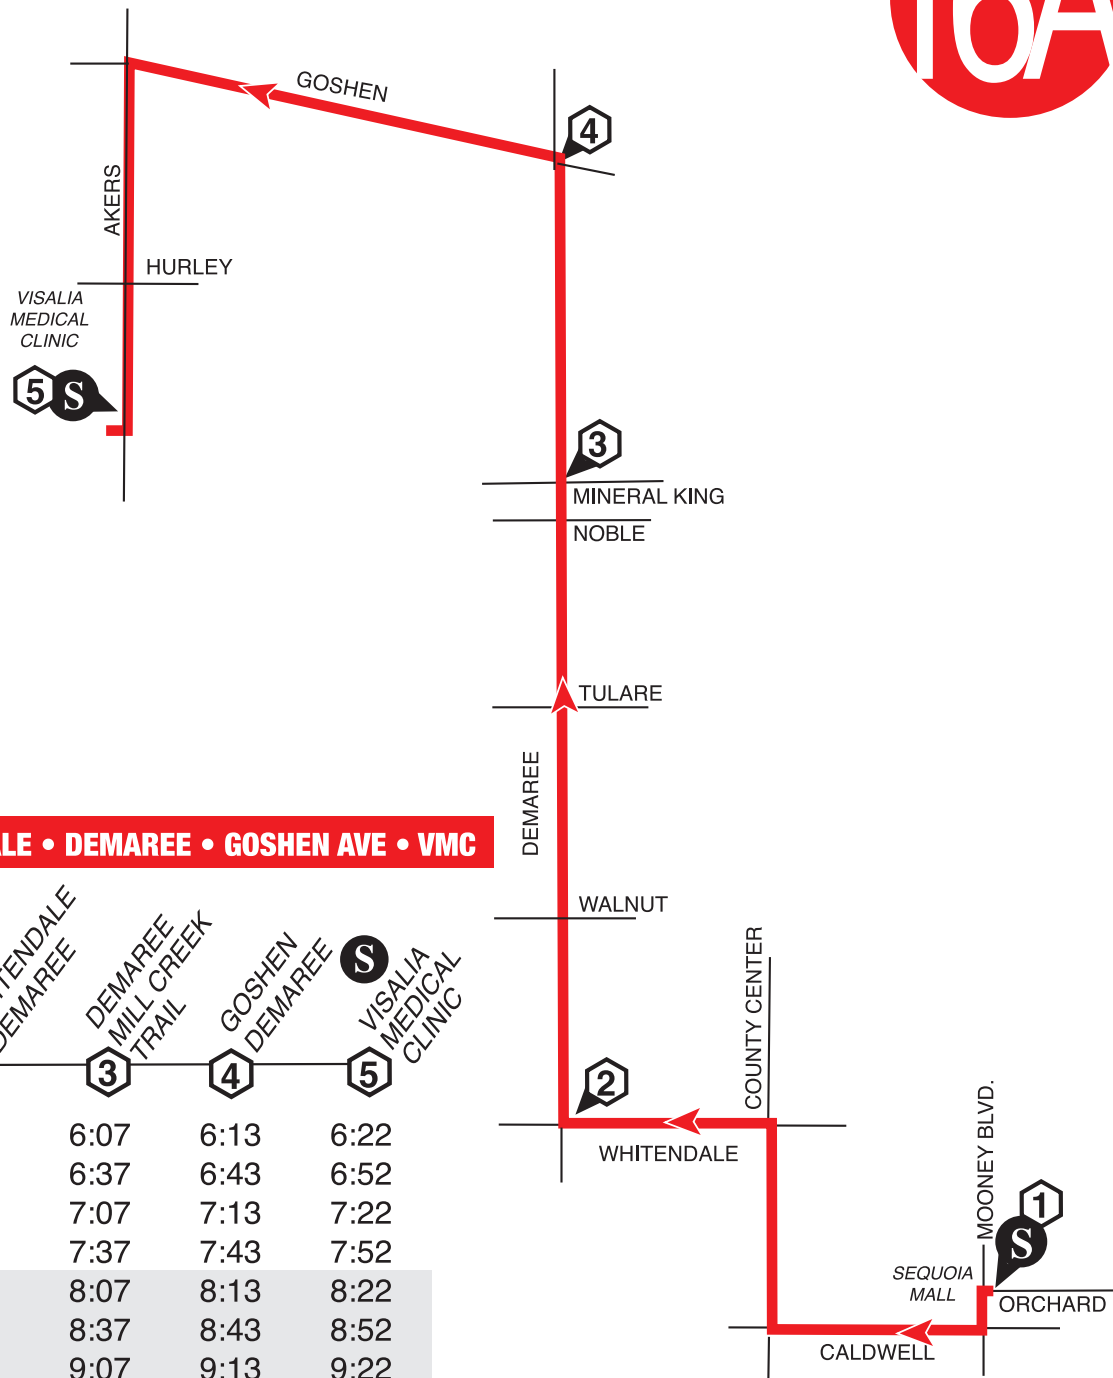 16A
GOSHEN
4
AKERS
HURLEY
VISALIA
MEDICAL
CLINIC
5 S
3
MINERAL KING
NOBLE
TULARE
DEMAREE
• DEMAREE • GOSHEN AVE • VMC
WALNUT
COUNTY CENTER
2
WHITENDALE
MOONEY BLVD.
1
S
SEQUOIA
MALL
ORCHARD
CALDWELL
DEMAREE
DEMAREE
MILL CREEK
TRAIL
GOSHEN
DEMAREE
S
VISALIA
MEDICAL
CLINIC
3 4 5
6:07 6:13 6:22
6:37 6:43 6:52
7:07 7:13 7:22
7:37 7:43 7:52
8:07 8:13 8:22
8:37 8:43 8:52
9:07 9:13 9:22